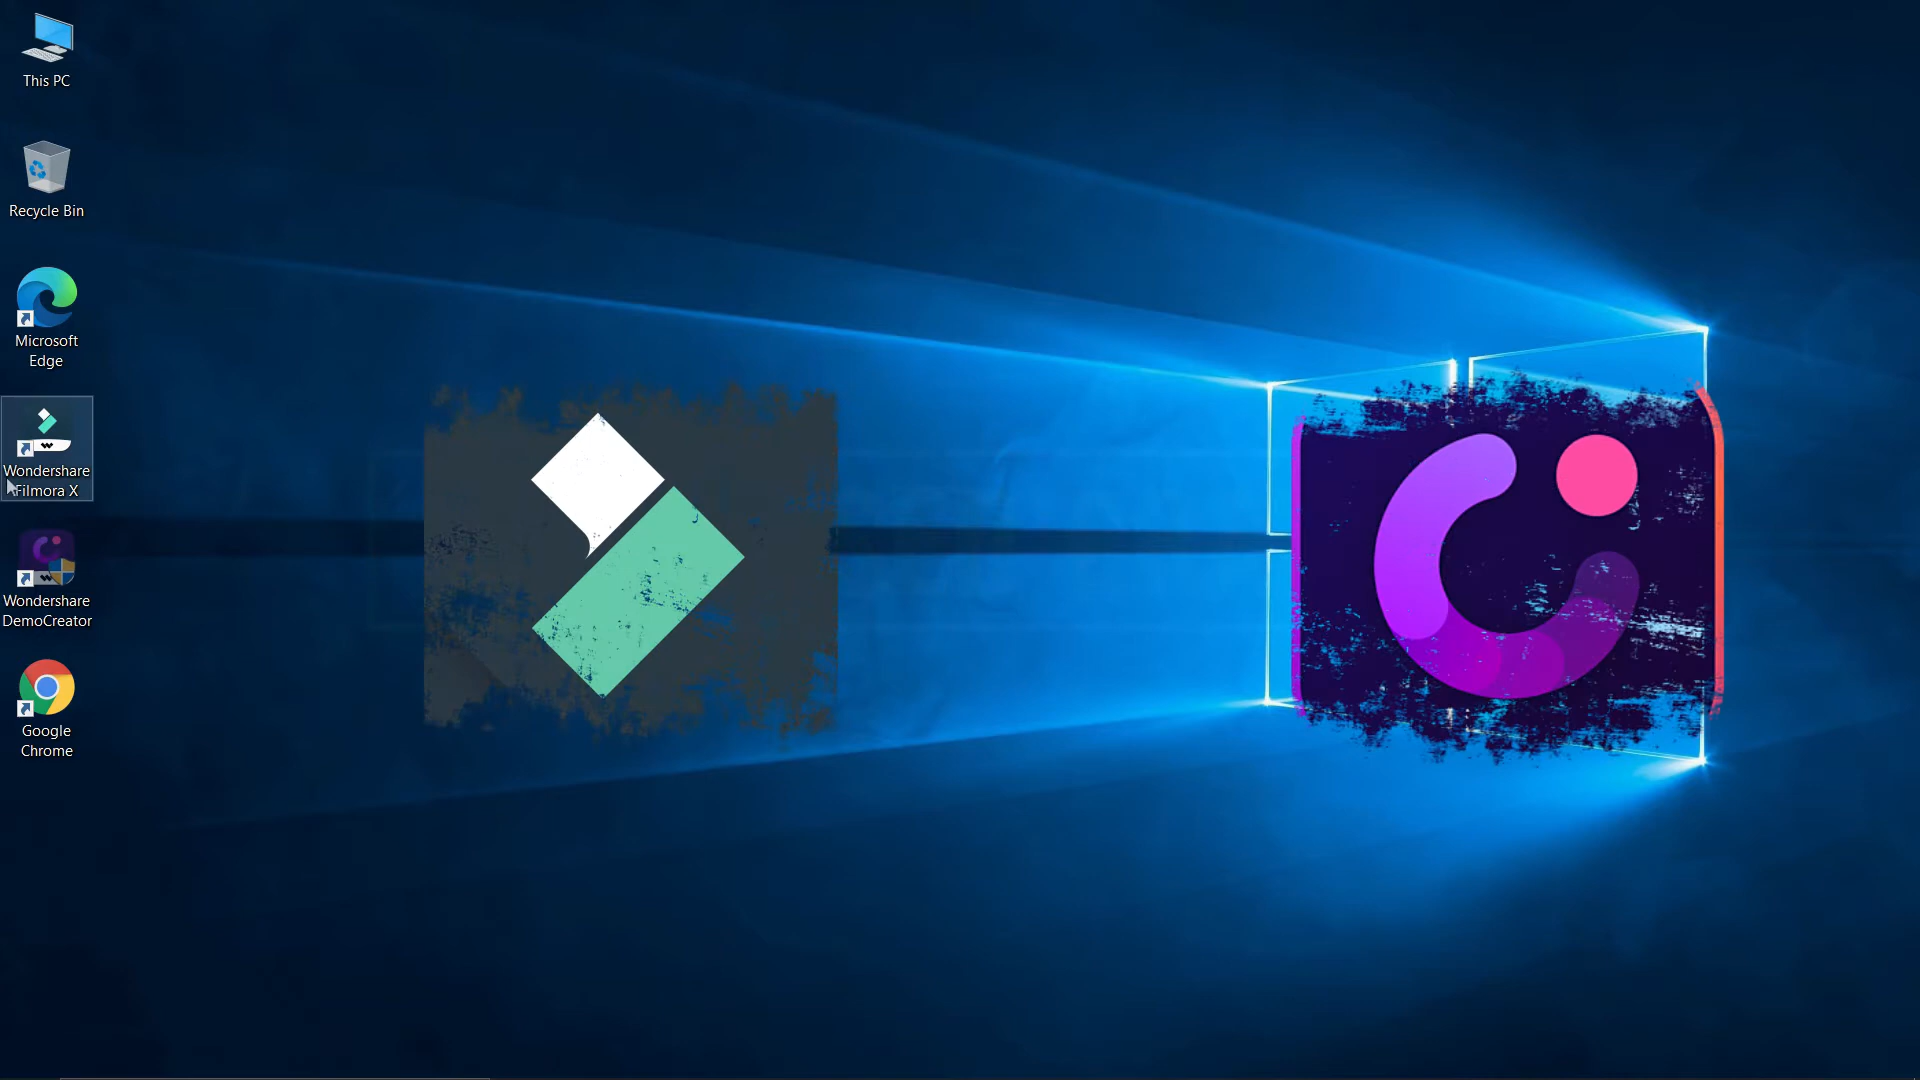 This PC
Recycle Bin
Microsoft
Edge
Wondershare
Filmora X
Wondershare
DemoCreator
Google
Chrome